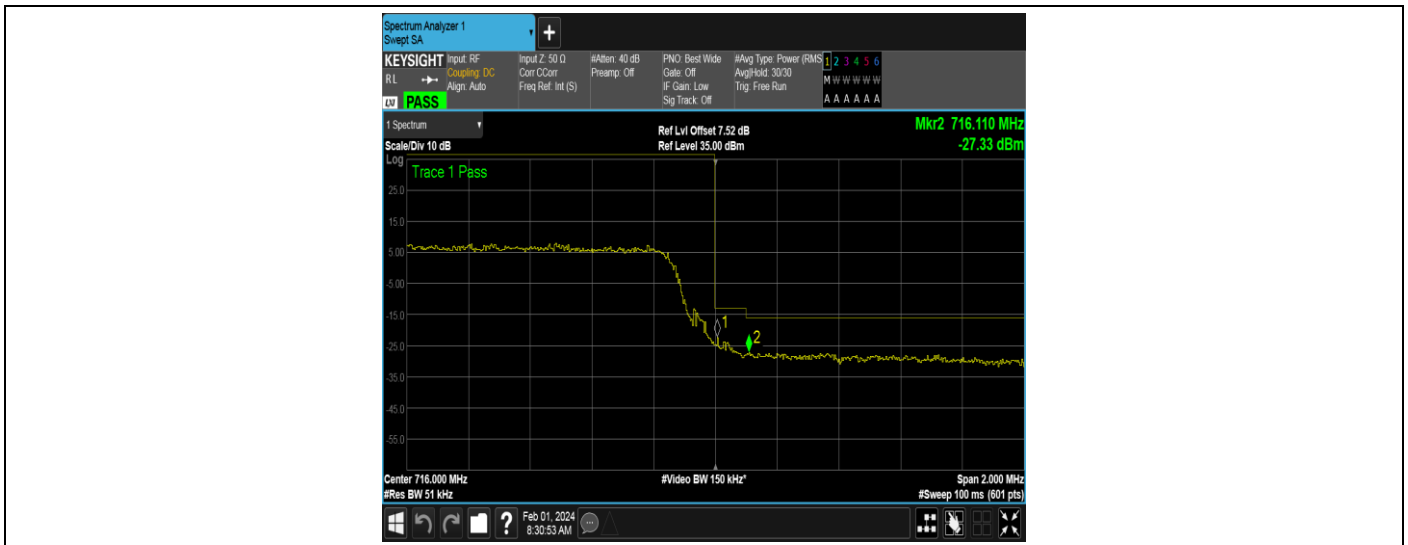 Spectrum Analyzer 1
Swept SA
+
KEYSIGHT Input: RF Input Z: 50 Ω #Atten: 40 dB PNO: Best Wide #Avg Type: Power (RMS 1 2 3 4 5 6
RL Coupling: DC Corr CCorr Preamp: Off Gate: Off Avg|Hold: 30/30 M W W W W W
Align: Auto Freq Ref: Int (S) IF Gain: Low Trig: Free Run
LXI PASS Sig Track: Off A A A A A A
1 Spectrum Ref Lvl Offset 7.52 dB Mkr2 716.110 MHz
Scale/Div 10 dB Ref Level 35.00 dBm -27.33 dBm
Log
Trace 1 Pass
25.0
15.0
5.00
-5.00
-15.0
1
-25.0
2
-35.0
-45.0
-55.0
Center 716.000 MHz #Video BW 150 kHz* Span 2.000 MHz
#Res BW 51 kHz #Sweep 100 ms (601 pts)
? Feb 01, 2024
8:30:53 AM